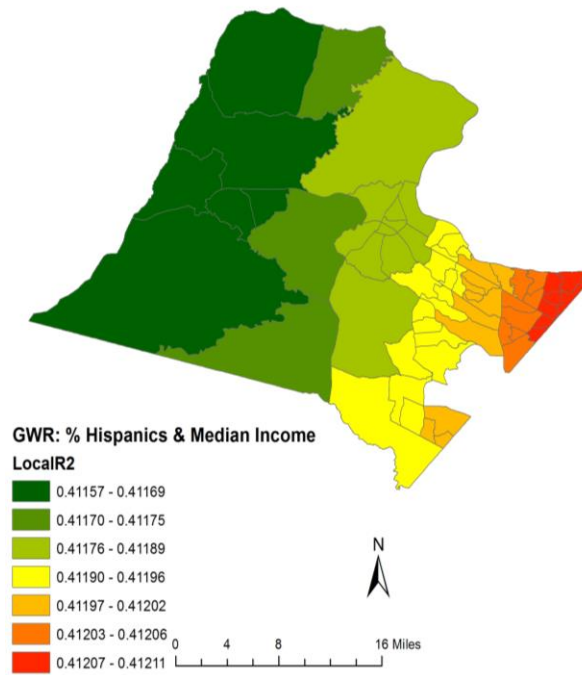 GWR: % Hispanics & Median Income
LocalR2
0.41157 - 0.41169
0.41170 - 0.41175
0.41176 - 0.41189
0.41190 - 0.41196
0.41197 - 0.41202
0.41203 - 0.41206
0.41207 - 0.41211
N
0 4 8 16 Miles